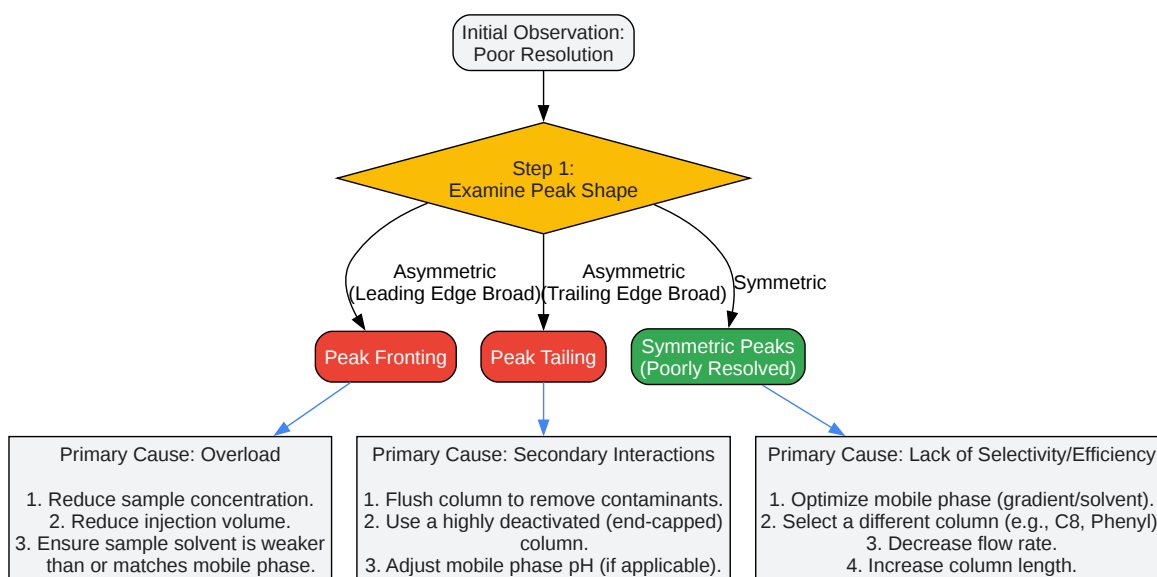 Initial Observation:
Poor Resolution
Step 1:
Examine Peak Shape
Asymmetric
(Leading Edge Broad)
Asymmetric
(Trailing Edge Broad)
Symmetric
Peak Fronting
Peak Tailing
Symmetric Peaks
(Poorly Resolved)
Primary Cause: Overload
1. Reduce sample concentration.
2. Reduce injection volume.
3. Ensure sample solvent is weaker
than or matches mobile phase.
Primary Cause: Secondary Interactions
1. Flush column to remove contaminants.
2. Use a highly deactivated (end-capped)
column.
3. Adjust mobile phase pH (if applicable).
Primary Cause: Lack of Selectivity/Efficiency
1. Optimize mobile phase (gradient/solvent).
2. Select a different column (e.g., C8, Phenyl)
3. Decrease flow rate.
4. Increase column length.